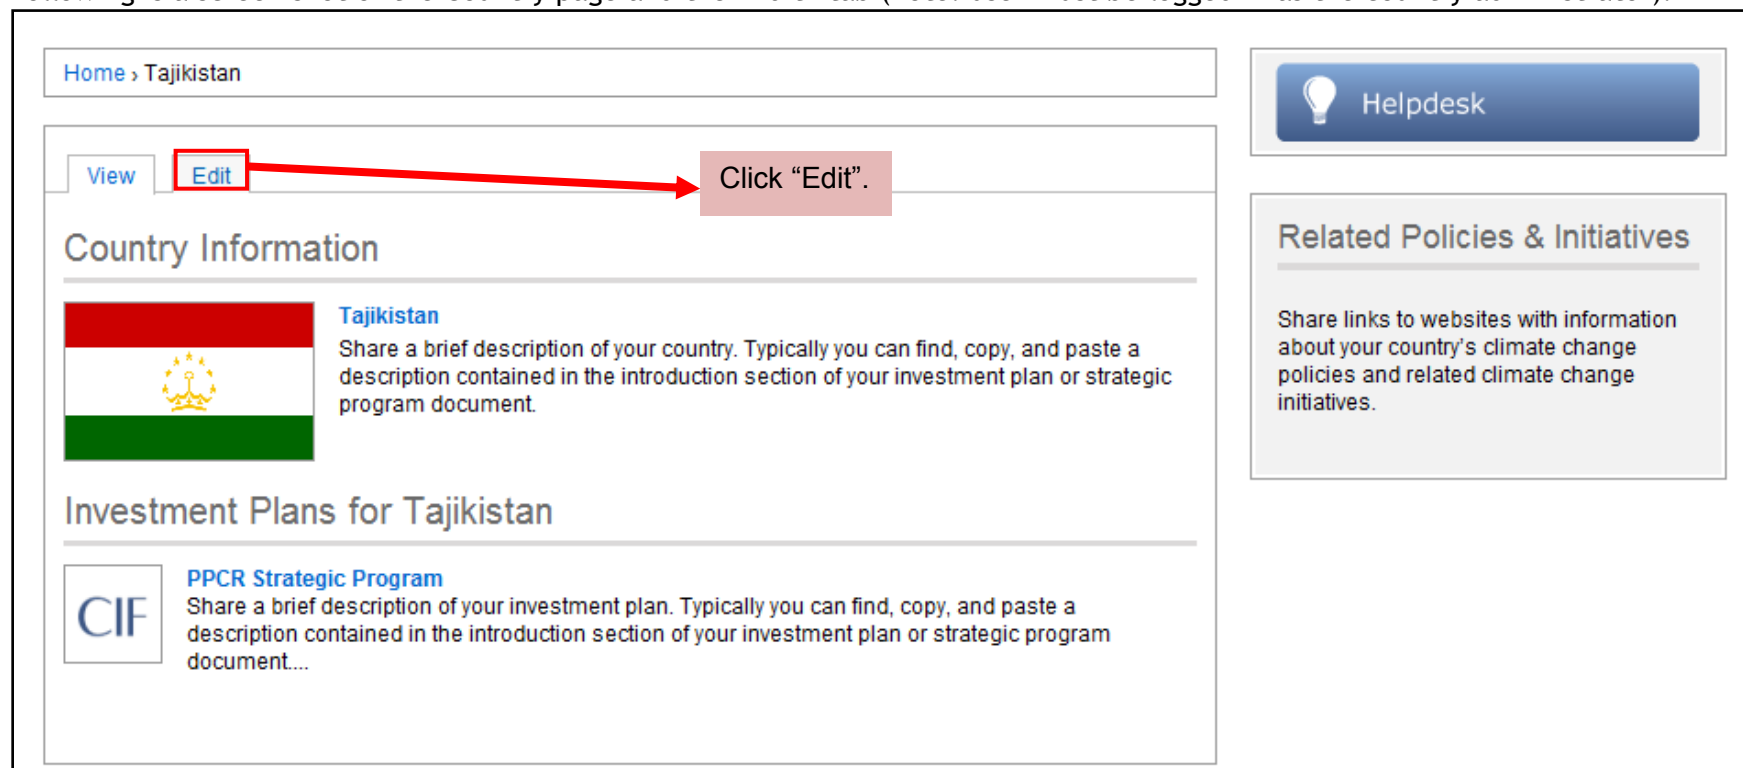 Home › Tajikistan
Helpdesk
View
Edit
Click “Edit”.
Country Information
Tajikistan
Share a brief description of your country. Typically you can find, copy, and paste a
description contained in the introduction section of your investment plan or strategic
program document.
Investment Plans for Tajikistan
CIF
PPCR Strategic Program
Share a brief description of your investment plan. Typically you can find, copy, and paste a
description contained in the introduction section of your investment plan or strategic program
document....
Related Policies & Initiatives
Share links to websites with information
about your country's climate change
policies and related climate change
initiatives.